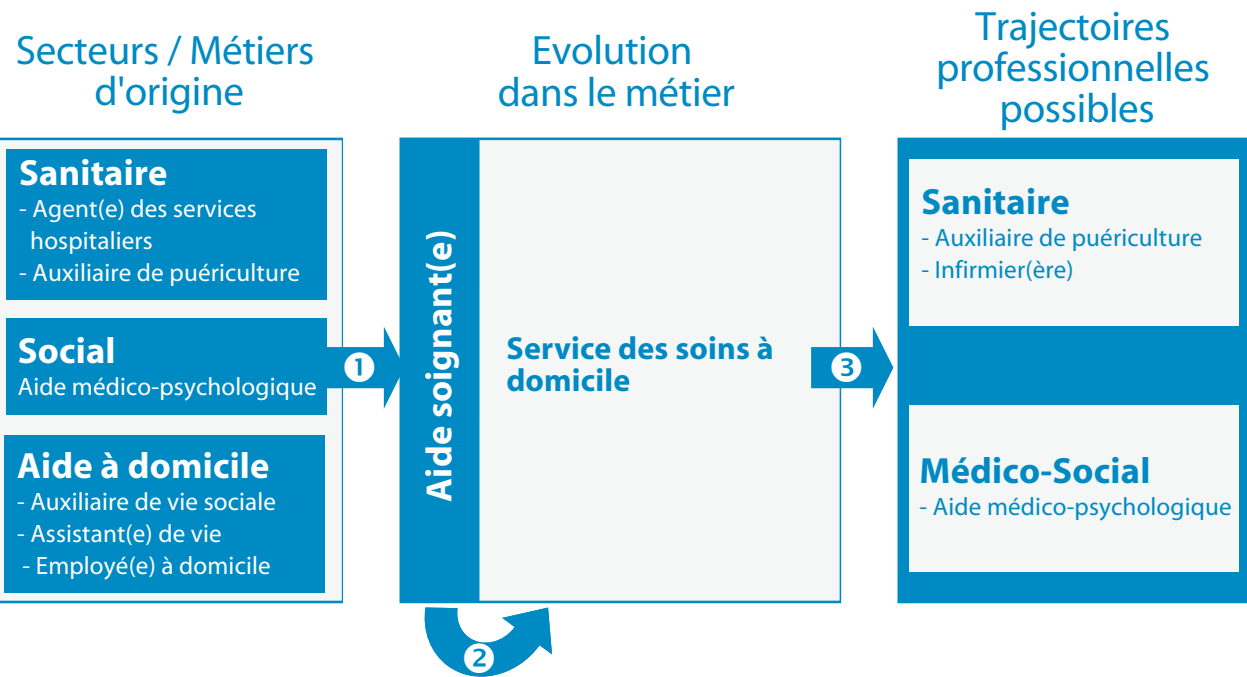 Secteurs / Métiers
d'origine
Sanitaire
- Agent(e) des services
hospitaliers
- Auxiliaire de puériculture
Social
Aide médico-psychologique
Aide à domicile
- Auxiliaire de vie sociale
- Assistant(e) de vie
- Employé(e) à domicile
1
Evolution
dans le métier
Aide soignant(e)
Service des soins à
domicile
2
3
Trajectoires
professionnelles
possibles
Sanitaire
- Auxiliaire de puériculture
- Infirmier(ère)
Médico-Social
- Aide médico-psychologique